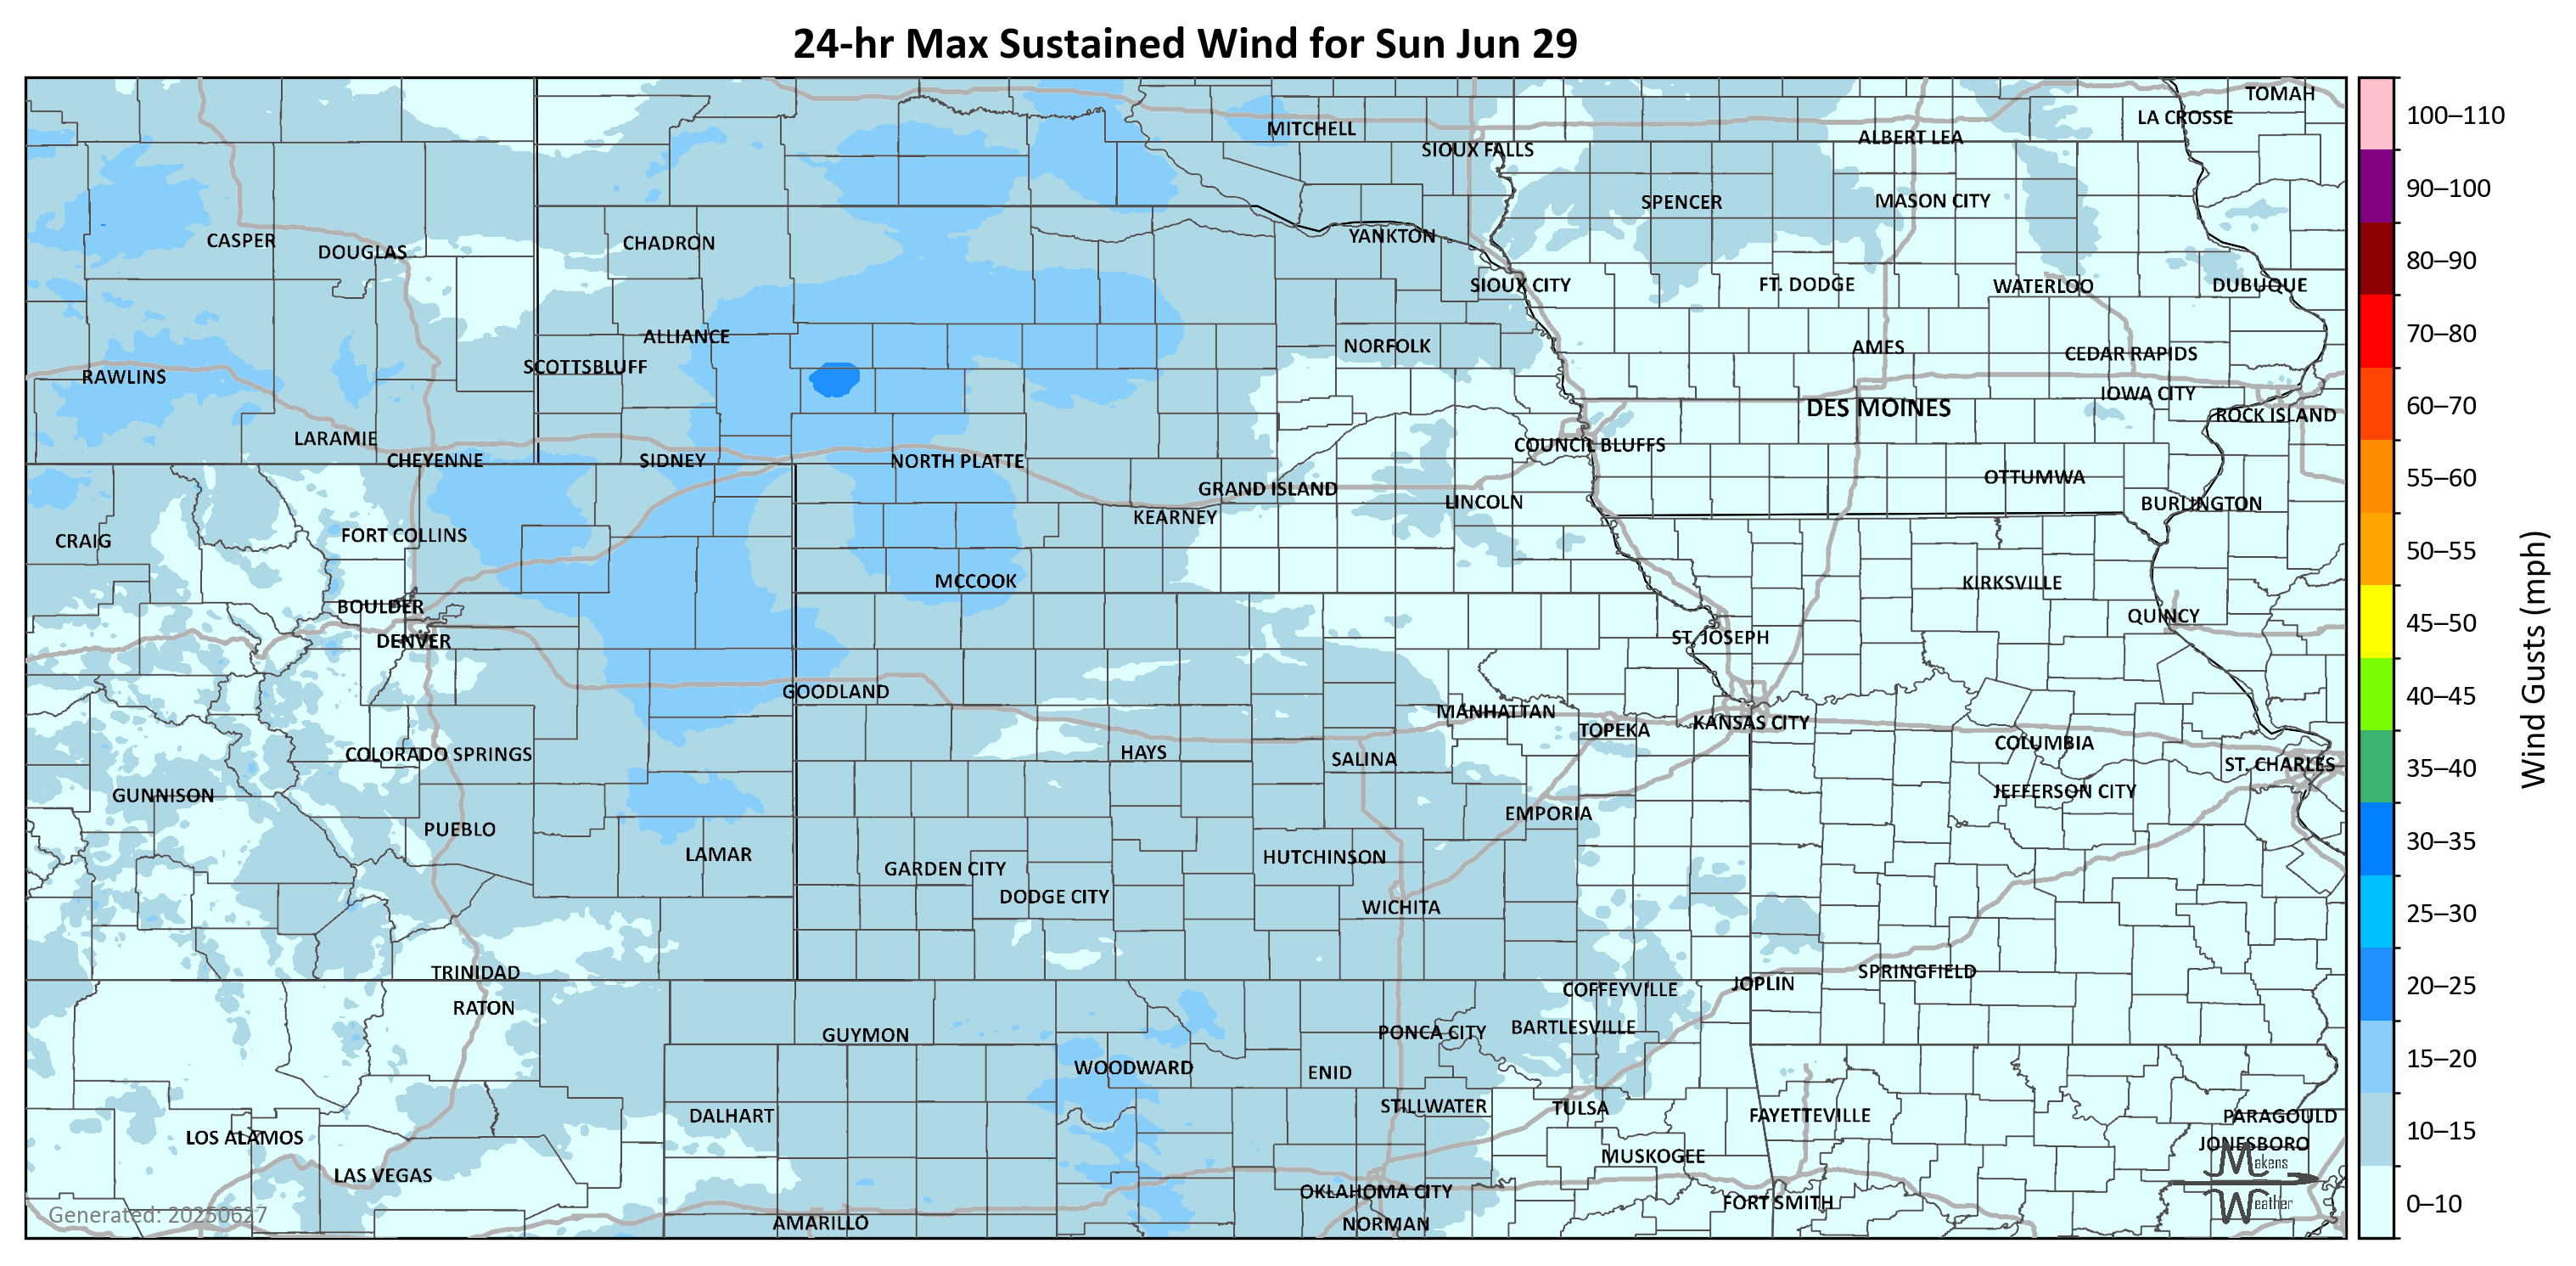 24-hr Max Sustained Wind for Sun Jun 29
TOMAH
LA CROSSE
MITCHELL
ALBERT LEA
SIOUX FALLS
SPENCER
MASON CITY
CASPER
DOUGLAS
CHADRON
YANKTON
SIOUX CITY
FT. DODGE
WATERLOO
DUBUQUE
ALLIANCE
NORFOLK
AMES
CEDAR RAPIDS
SCOTTSBLUFF
RAWLINS
IOWA CITY
DES MOINES
ROCK ISLAND
LARAMIE
COUNCIL BLUFFS
CHEYENNE
SIDNEY
NORTH PLATTE
OTTUMWA
GRAND ISLAND
LINCOLN
BURLINGTON
KEARNEY
CRAIG
FORT COLLINS
MCCOOK
KIRKSVILLE
BOULDER
QUINCY
DENVER
ST. JOSEPH
GOODLAND
MANHATTAN
TOPEKA
KANSAS CITY
COLUMBIA
COLORADO SPRINGS
HAYS
SALINA
ST. CHARLES
GUNNISON
JEFFERSON CITY
EMPORIA
PUEBLO
LAMAR
HUTCHINSON
GARDEN CITY
DODGE CITY
WICHITA
TRINIDAD
SPRINGFIELD
JOPLIN
COFFEYVILLE
RATON
GUYMON
PONCA CITY
BARTLESVILLE
WOODWARD
ENID
STILLWATER
TULSA
DALHART
FAYETTEVILLE
PARAGOULD
LOS ALAMOS
JONESBORO
MUSKOGEE
LAS VEGAS
OKLAHOMA CITY
FORT SMITH
AMARILLO
NORMAN
Generated: 20250627
Makens
Weather
100–110
90–100
80–90
70–80
60–70
55–60
50–55
45–50
40–45
35–40
30–35
25–30
20–25
15–20
10–15
0–10
Wind Gusts (mph)